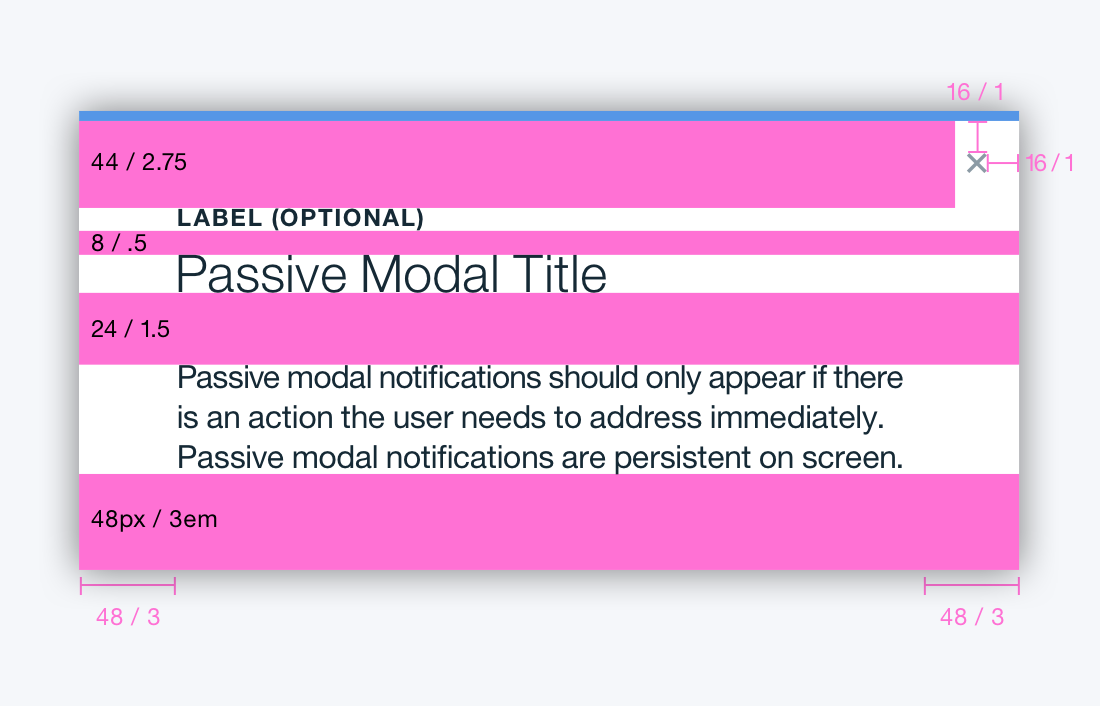 16 / 1
44 / 2.75
16 / 1
LABEL (OPTIONAL)
8 / .5
Passive Modal Title
24 / 1.5
Passive modal notifications should only appear if there
is an action the user needs to address immediately.
Passive modal notifications are persistent on screen.
48px / 3em
48 / 3
48 / 3